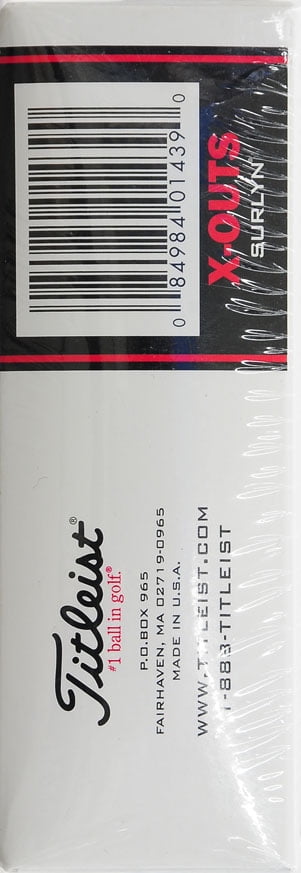 Titleist®
#1 ball in golf.®
P.O.BOX 965
FAIRHAVEN, MA 02719-0965
MADE IN U.S.A.
WWW.TITLEIST.COM
1-888-TITLEIST
0 84984 01439 0
X-OUTS
SURLYN®